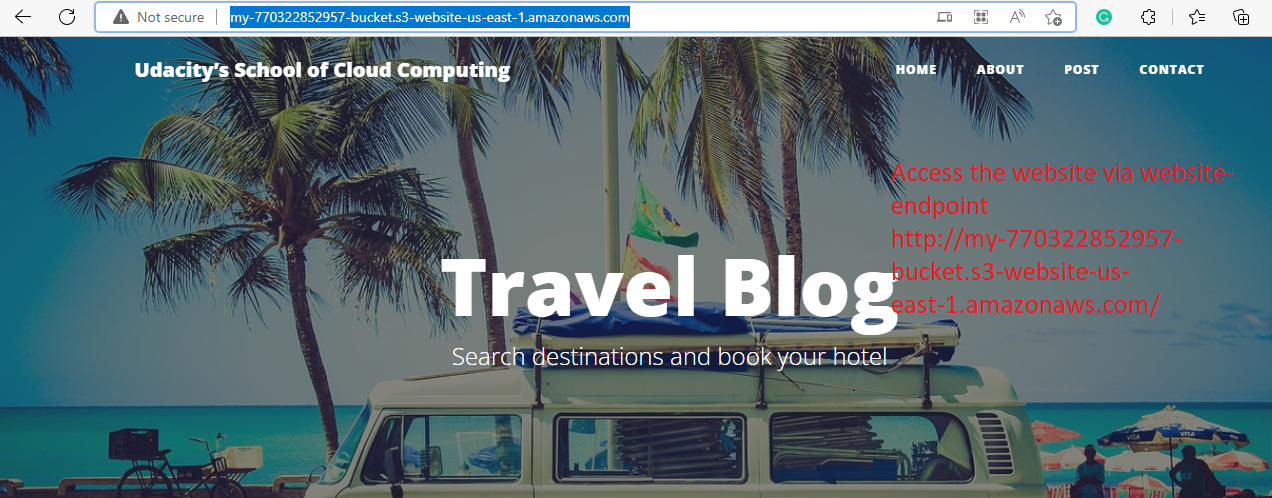 Not secure
my-770322852957-bucket.s3-website-us-east-1.amazonaws.com
Udacity's School of Cloud Computing
HOME
ABOUT
POST
CONTACT
Access the website via website-
endpoint
http://my-770322852957-
bucket.s3-website-us-
east-1.amazonaws.com/
Travel Blog
Search destinations and book your hotel